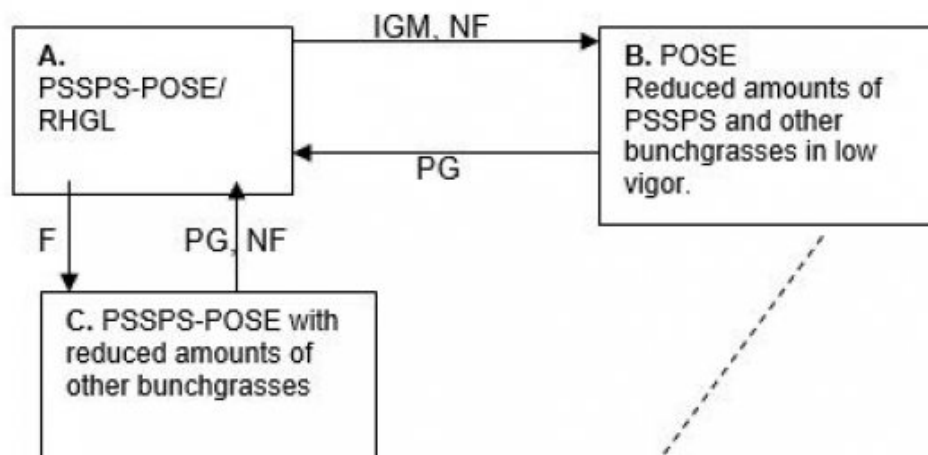 IGM, NF
A.
PSSPS-POSE/
RHGL
B. POSE
Reduced amounts of
PSSPS and other
bunchgrasses in low
vigor.
PG
F
PG, NF
C. PSSPS-POSE with
reduced amounts of
other bunchgrasses